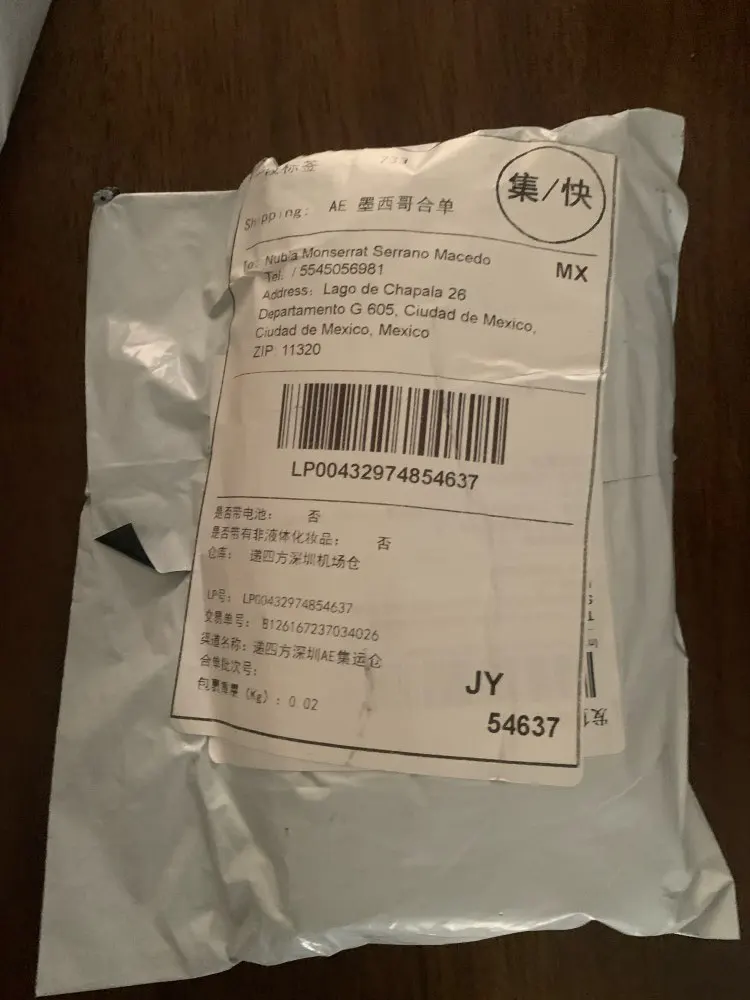 段标签
733
集/快
Shipping: AE 墨西哥合单
To: Nubia Monserrat Serrano Macedo
MX
Tel: / 5545056981
Address: Lago de Chapala 26
Departamento G 605, Ciudad de Mexico,
Ciudad de Mexico, Mexico
ZIP: 11320
LP00432974854637
是否带电池： 否
是否带有非液体化妆品： 否
仓库： 递四方深圳机场仓
LP号： LP00432974854637
交易单号： B126167237034026
渠道名称：递四方深圳AE集运仓
合单批次号：
包裹重量（Kg）：0.02
JY
54637